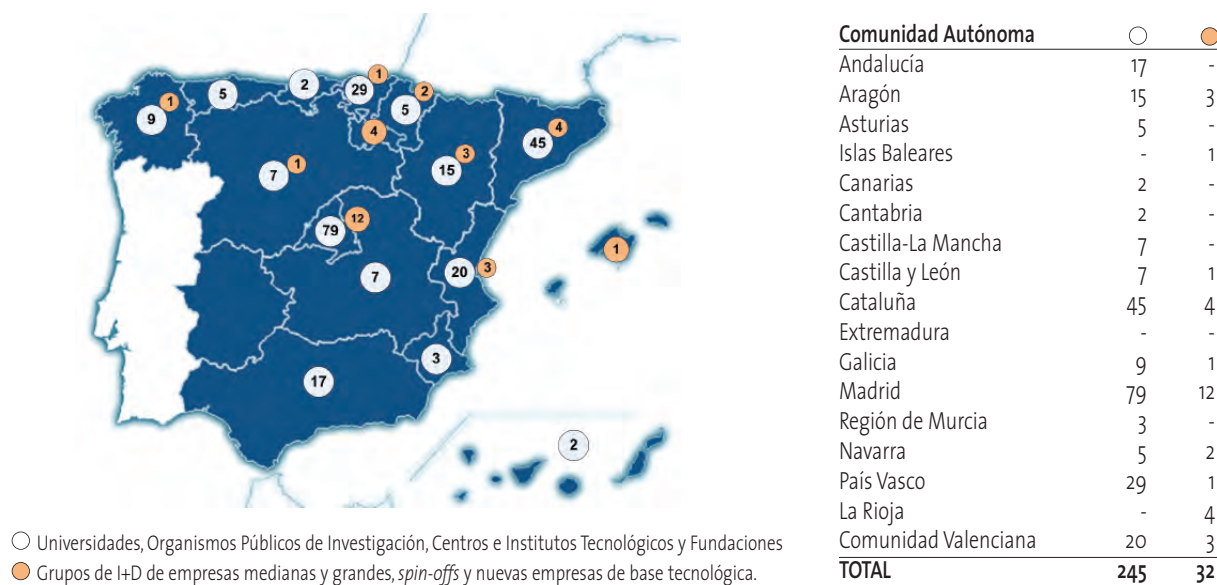 1
2
29
2
5
5
1
9
4
4
45
3
15
1
7
12
79
1
3
20
7
3
17
2
Universidades, Organismos Públicos de Investigación, Centros e Institutos Tecnológicos y Fundaciones
Grupos de I+D de empresas medianas y grandes, spin-offs y nuevas empresas de base tecnológica.
Comunidad Autónoma
Andalucía 17 -
Aragón 15 3
Asturias 5 -
Islas Baleares - 1
Canarias 2 -
Cantabria 2 -
Castilla-La Mancha 7 -
Castilla y León 7 1
Cataluña 45 4
Extremadura - -
Galicia 9 1
Madrid 79 12
Región de Murcia 3 -
Navarra 5 2
País Vasco 29 1
La Rioja - 4
Comunidad Valenciana 20 3
TOTAL 245 32